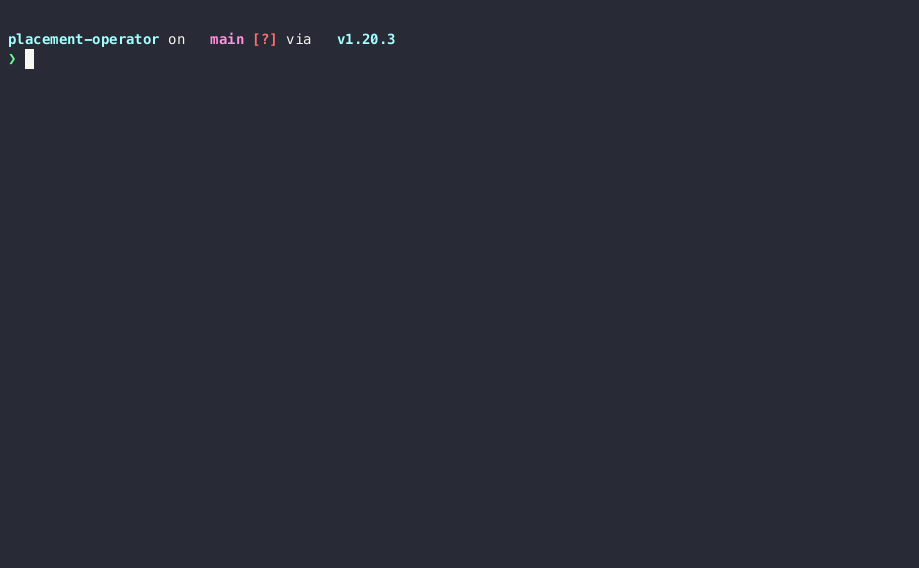 placement-operator on main [?] via v1.20.3
❯